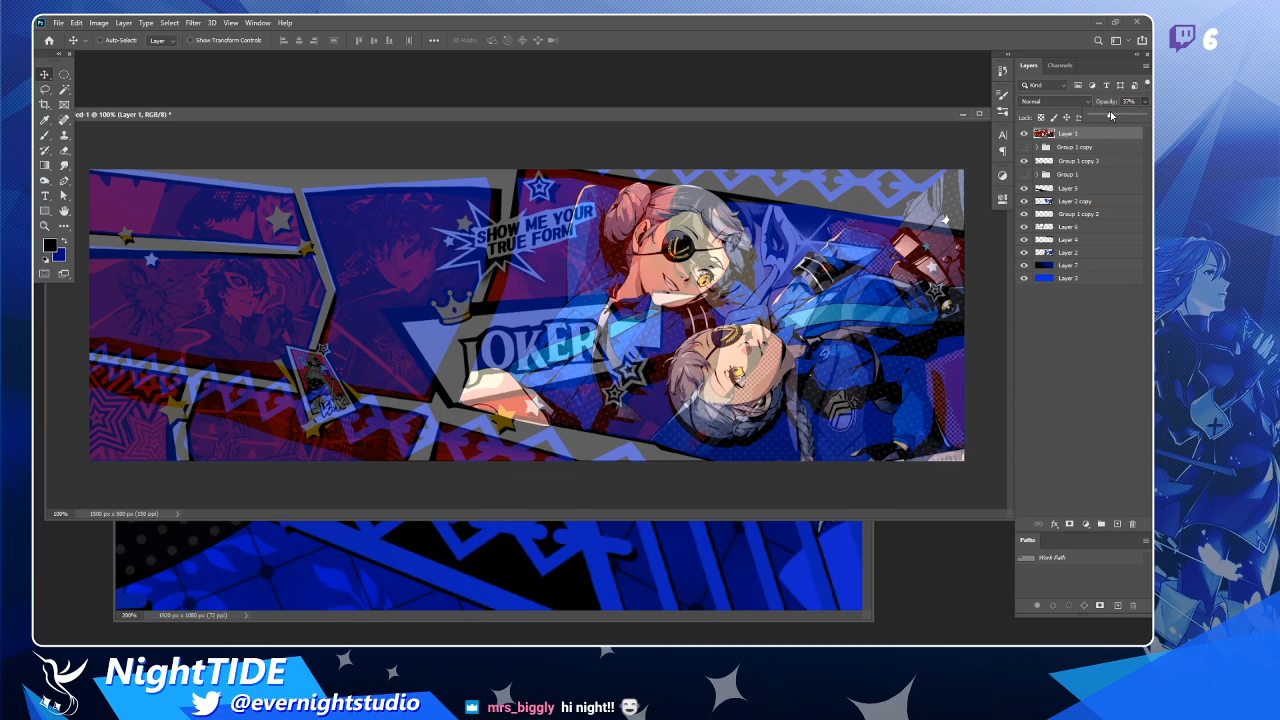 File Edit Image Layer Type Select Filter 3D View Window Help
6
Auto-Select: Layer Show Transform Controls 3D Mode:
Layers Channels
Kind
Normal Opacity: 37%
Lock:
ed-1 @ 100% (Layer 1, RGB/8) *
Layer 1
Group 1 copy
Group 1 copy 3
Group 1
Layer 5
Layer 2 copy
Group 1 copy 2
Layer 6
Layer 4
Layer 2
Layer 7
Layer 3
SHOW ME YOUR
TRUE FORM
JOKER
100% 1500 px x 500 px (150 ppi)
Paths
Work Path
200% 1920 px x 1080 px (72 ppi)
NightTIDE
@evernightstudio
mrs_biggly hi night!!